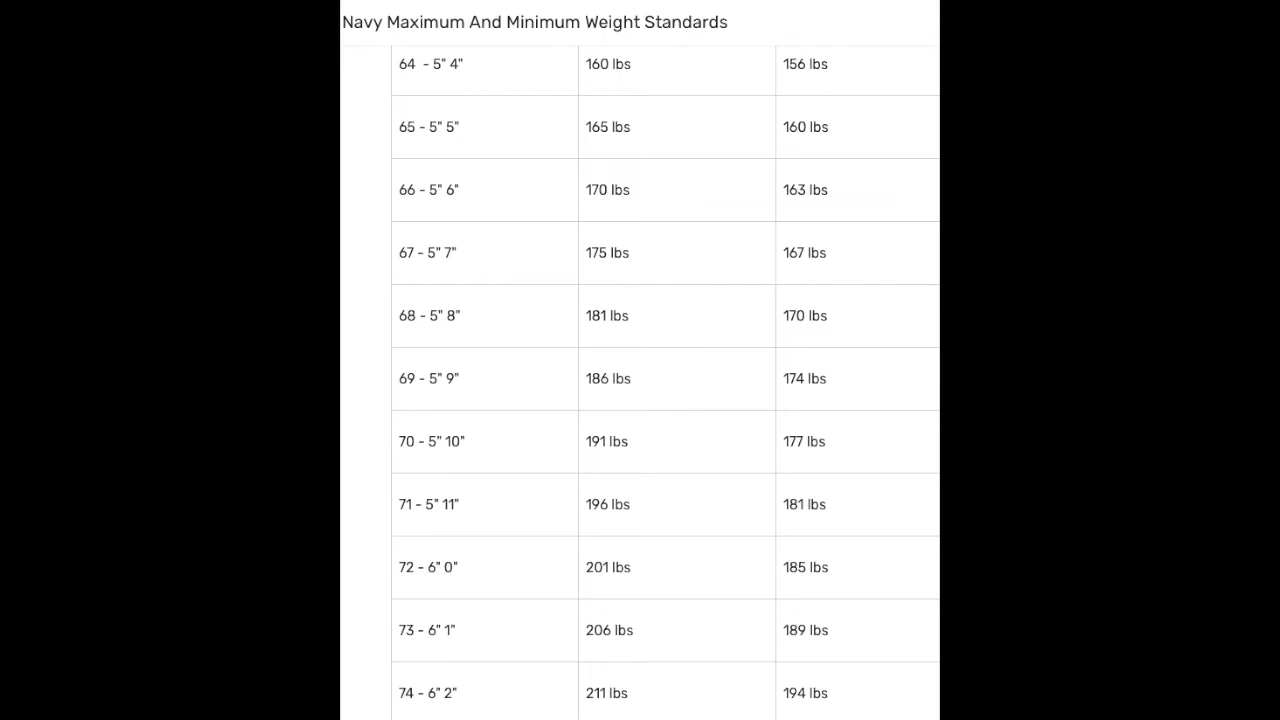 Navy Maximum And Minimum Weight Standards
64 - 5" 4" 160 lbs 156 lbs
65 - 5" 5" 165 lbs 160 lbs
66 - 5" 6" 170 lbs 163 lbs
67 - 5" 7" 175 lbs 167 lbs
68 - 5" 8" 181 lbs 170 lbs
69 - 5" 9" 186 lbs 174 lbs
70 - 5" 10" 191 lbs 177 lbs
71 - 5" 11" 196 lbs 181 lbs
72 - 6" 0" 201 lbs 185 lbs
73 - 6" 1" 206 lbs 189 lbs
74 - 6" 2" 211 lbs 194 lbs